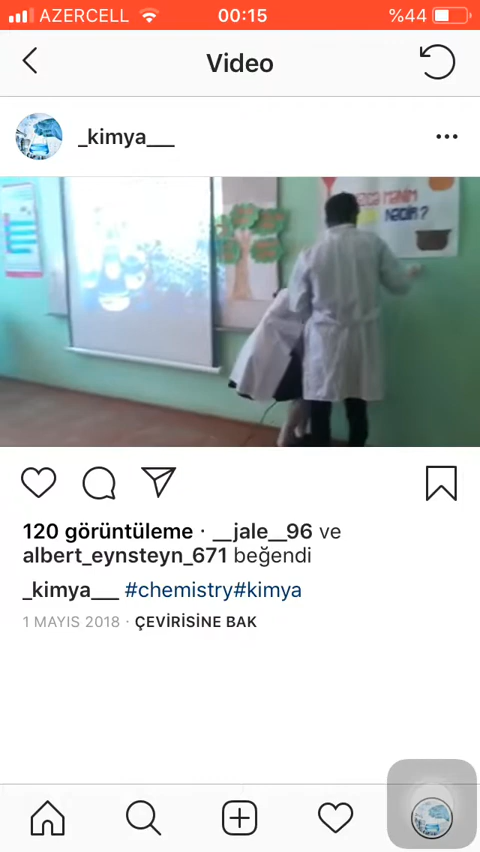 AZERCELL 00:15 %44
Video
_kimya___
NƏDİR?
120 görüntüleme · __jale__96 ve
albert_eynsteyn_671 beğendi
_kimya___ #chemistry#kimya
1 MAYIS 2018 · ÇEVİRİSİNE BAK